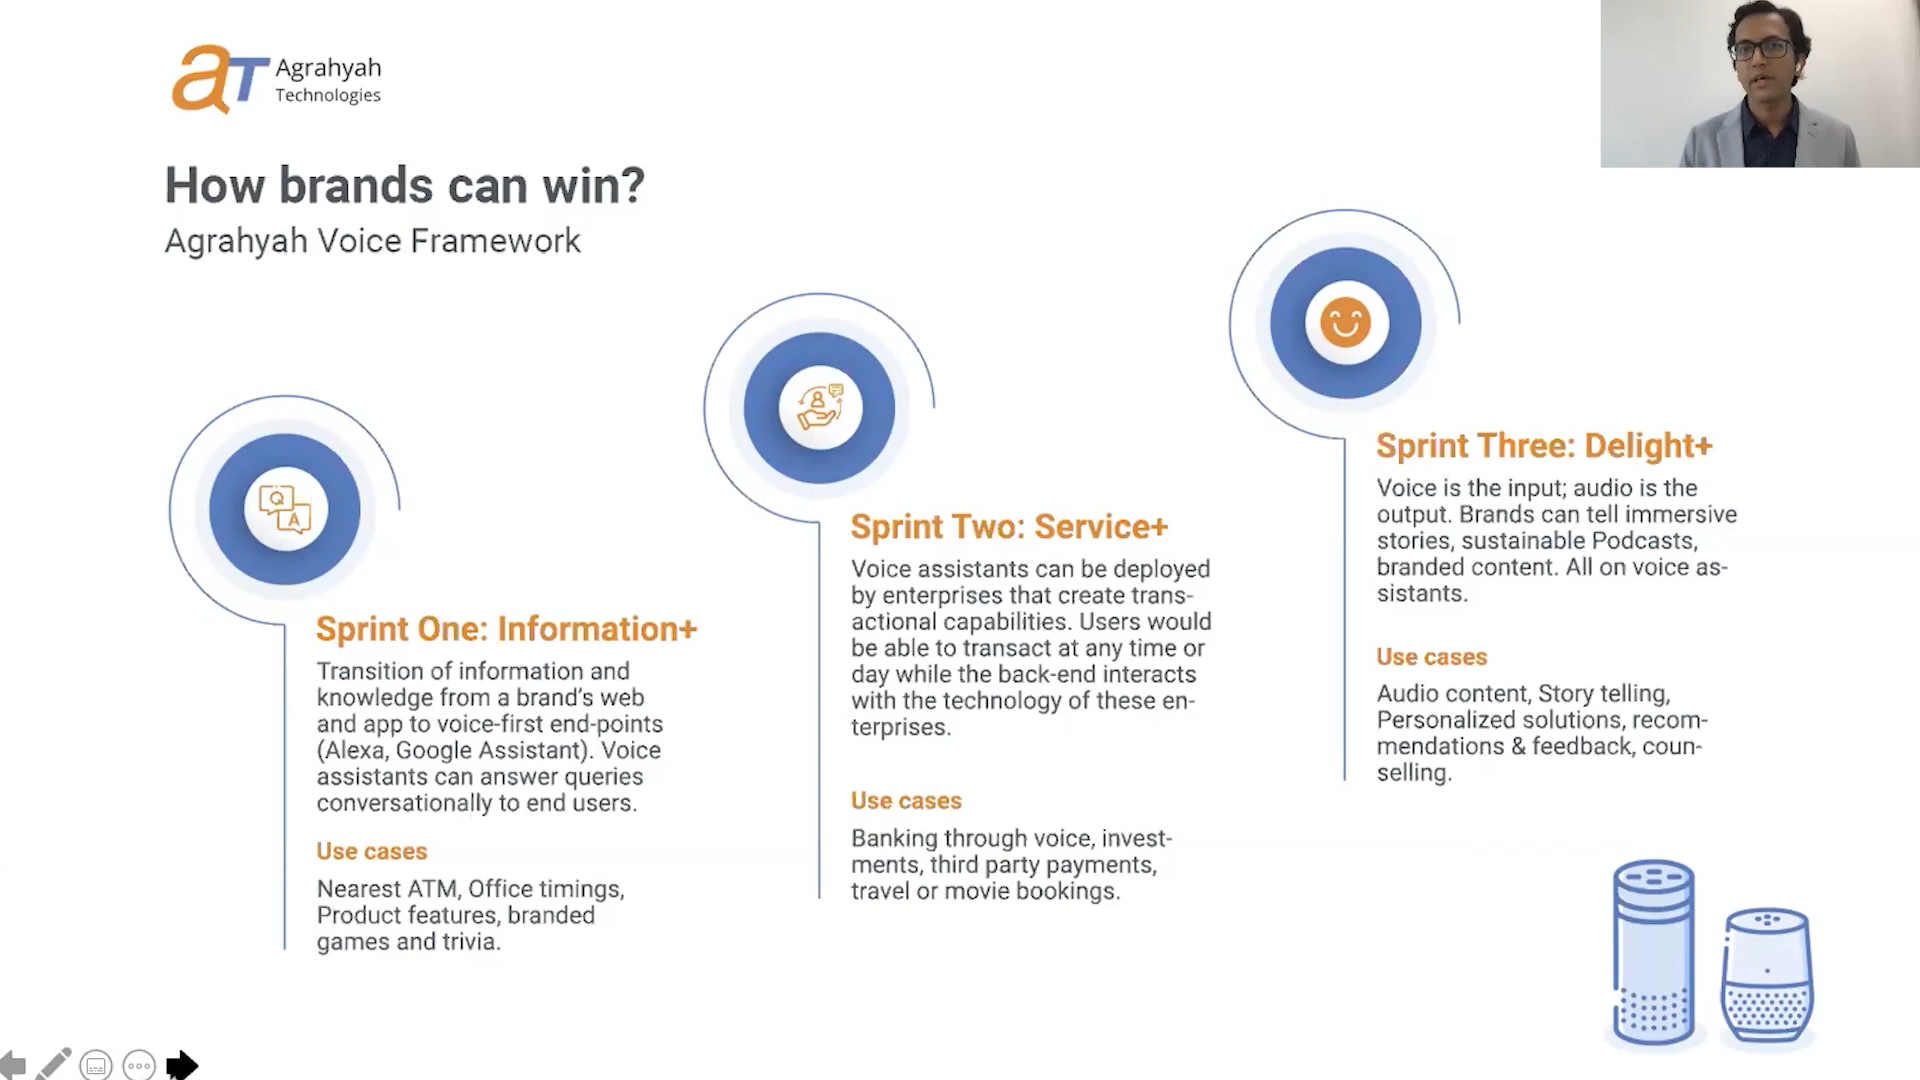 aT Agrahyah
Technologies
How brands can win?
Agrahyah Voice Framework
Q
A
Sprint One: Information+
Transition of information and
knowledge from a brand's web
and app to voice-first end-points
(Alexa, Google Assistant). Voice
assistants can answer queries
conversationally to end users.
Use cases
Nearest ATM, Office timings,
Product features, branded
games and trivia.
Sprint Two: Service+
Voice assistants can be deployed
by enterprises that create trans-
actional capabilities. Users would
be able to transact at any time or
day while the back-end interacts
with the technology of these en-
terprises.
Use cases
Banking through voice, invest-
ments, third party payments,
travel or movie bookings.
Sprint Three: Delight+
Voice is the input; audio is the
output. Brands can tell immersive
stories, sustainable Podcasts,
branded content. All on voice as-
sistants.
Use cases
Audio content, Story telling,
Personalized solutions, recom-
mendations & feedback, coun-
selling.